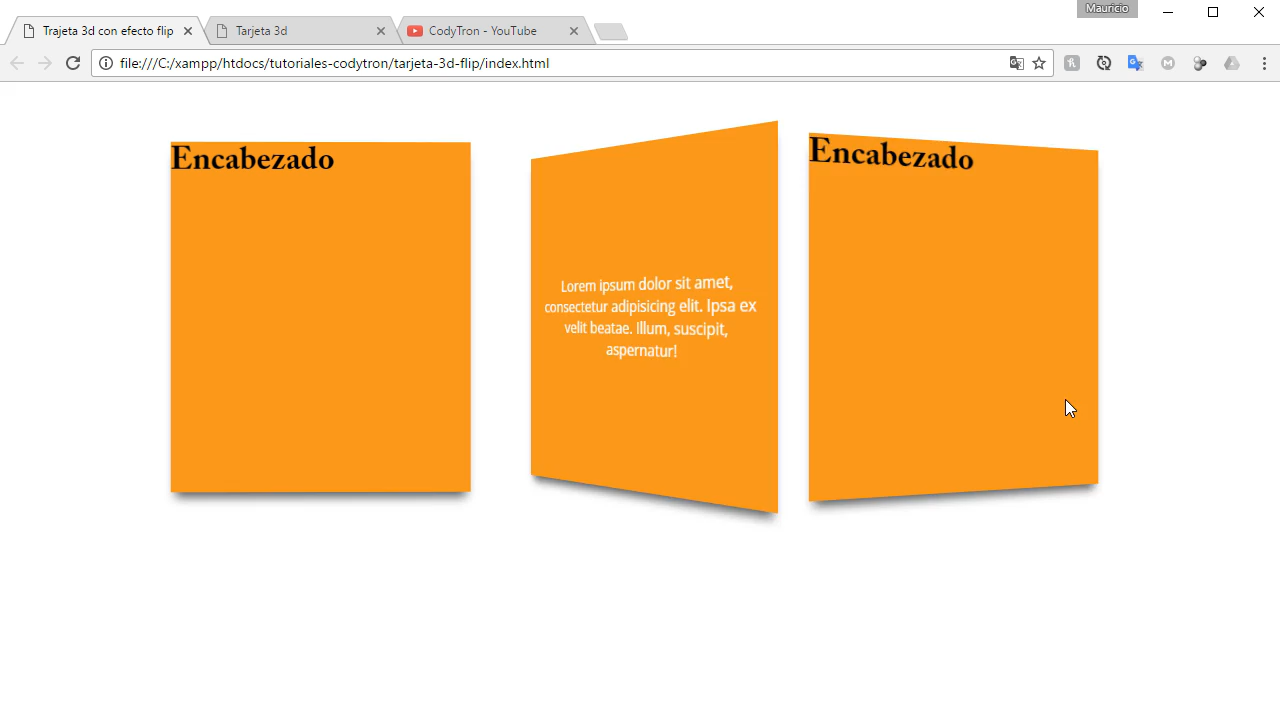 Mauricio
Trajeta 3d con efecto flip
Tarjeta 3d
CodyTron - YouTube
file:///C:/xampp/htdocs/tutoriales-codytron/tarjeta-3d-flip/index.html
Encabezado
Lorem ipsum dolor sit amet,
consectetur adipisicing elit. Ipsa ex
velit beatae. Illum, suscipit,
aspernatur!
Encabezado